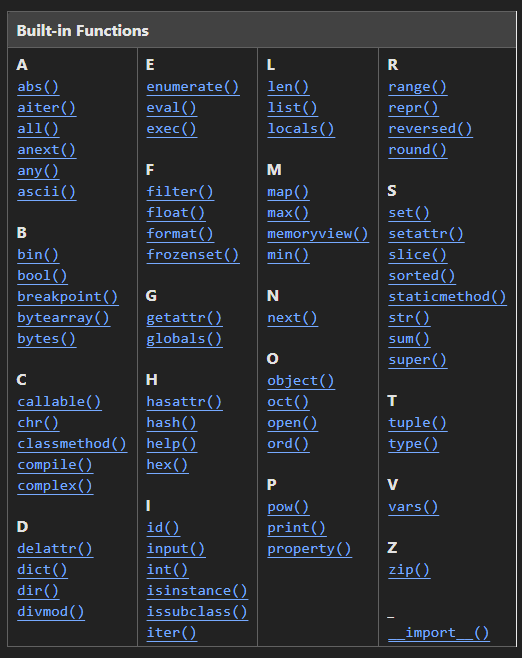 Built-in Functions
A
abs()
aiter()
all()
anext()
any()
ascii()
B
bin()
bool()
breakpoint()
bytearray()
bytes()
C
callable()
chr()
classmethod()
compile()
complex()
D
delattr()
dict()
dir()
divmod()
E
enumerate()
eval()
exec()
F
filter()
float()
format()
frozenset()
G
getattr()
globals()
H
hasattr()
hash()
help()
hex()
I
id()
input()
int()
isinstance()
issubclass()
iter()
L
len()
list()
locals()
M
map()
max()
memoryview()
min()
N
next()
O
object()
oct()
open()
ord()
P
pow()
print()
property()
R
range()
repr()
reversed()
round()
S
set()
setattr()
slice()
sorted()
staticmethod()
str()
sum()
super()
T
tuple()
type()
V
vars()
Z
zip()
_
__import__()